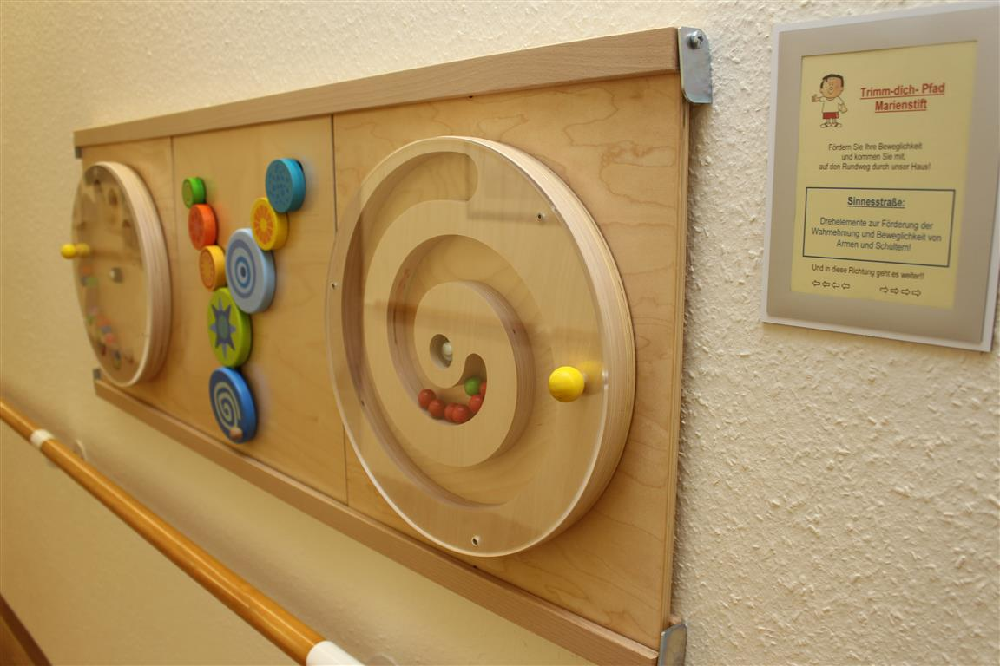 Trimm-dich- Pfad
Marienstift
Fördern Sie Ihre Beweglichkeit
und kommen Sie mit,
auf den Rundweg durch unser Haus!
Sinnesstraße:
Drehelemente zur Förderung der
Wahrnehmung und Beweglichkeit von
Armen und Schultern!
Und in diese Richtung geht es weiter!!